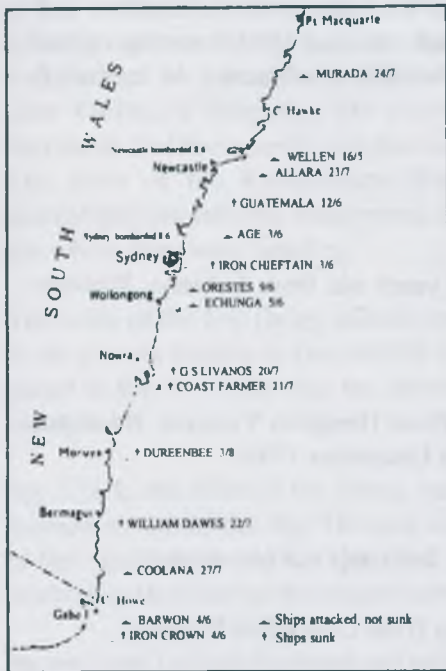 Pt Macquarie
MURADA 24/7
C Hawke
Newcastle bombarded 8 6
WELLEN 16/5
Newcastle
ALLARA 23/7
GUATEMALA 12/6
Sydney bombarded 8 6
AGE 3/6
Sydney
IRON CHIEFTAIN 3/6
ORESTES 9/6
Wollongong
ECHUNGA 5/6
Nowra
G S LIVANOS 20/7
COAST FARMER 21/7
Moruya
DUREENBEE 3/8
Bermagui
WILLIAM DAWES 22/7
COOLANA 27/7
C Howe
Gabo I
BARWON 4/6
Ships attacked, not sunk
IRON CROWN 4/6
Ships sunk
NEW SOUTH WALES